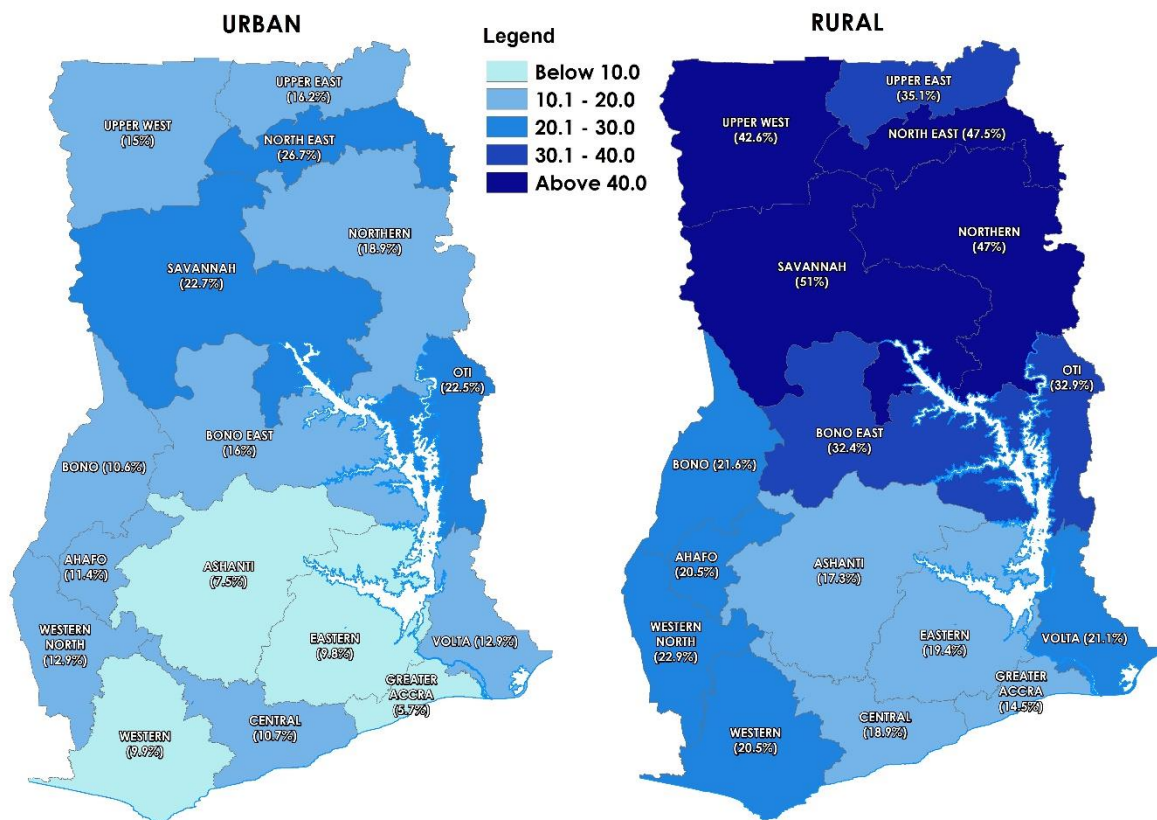 URBAN
UPPER EAST
(16.2%)
UPPER WEST
(15%)
NORTH EAST
(26.7%)
NORTHERN
(18.9%)
SAVANNAH
(22.7%)
OTI
(22.5%)
BONO EAST
(16%)
BONO (10.6%)
AHAFO
(11.4%)
ASHANTI
(7.5%)
WESTERN
NORTH
(12.9%)
EASTERN
(9.8%)
VOLTA (12.9%)
GREATER
ACCRA
(5.7%)
CENTRAL
(10.7%)
WESTERN
(9.9%)
Legend
Below 10.0
10.1 - 20.0
20.1 - 30.0
30.1 - 40.0
Above 40.0
RURAL
UPPER EAST
(35.1%)
UPPER WEST
(42.6%)
NORTH EAST (47.5%)
NORTHERN
(47%)
SAVANNAH
(51%)
OTI
(32.9%)
BONO EAST
(32.4%)
BONO (21.6%)
AHAFO
(20.5%)
ASHANTI
(17.3%)
WESTERN
NORTH
(22.9%)
EASTERN
(19.4%)
VOLTA (21.1%)
GREATER
ACCRA
(14.5%)
CENTRAL
(18.9%)
WESTERN
(20.5%)